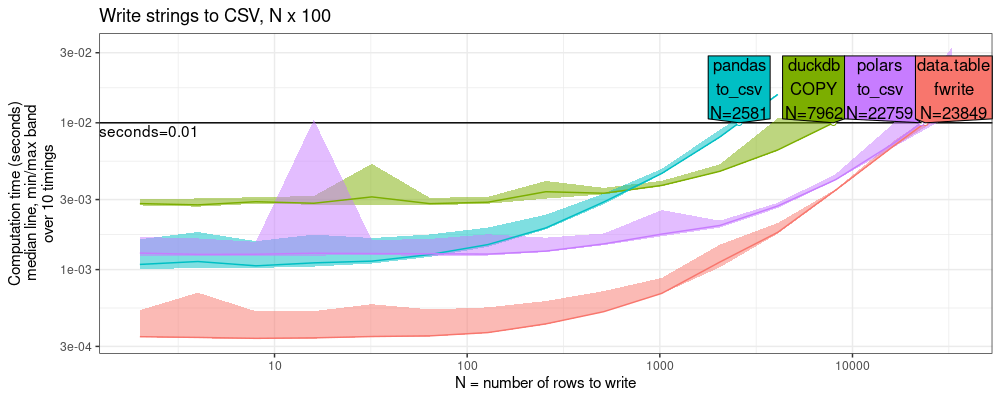 Write strings to CSV, N x 100
Computation time (seconds)
median line, min/max band
over 10 timings
3e-02
1e-02
3e-03
1e-03
3e-04
seconds=0.01
pandas
to_csv
N=2581
duckdb
COPY
N=7962
polars
to_csv
N=22759
data.table
fwrite
N=23849
10
100
1000
10000
N = number of rows to write